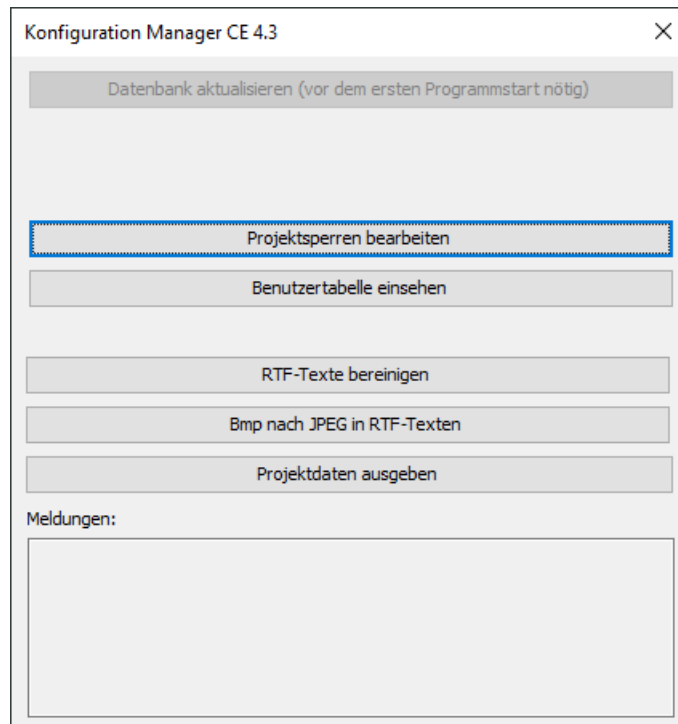 Konfiguration Manager CE 4.3
Datenbank aktualisieren (vor dem ersten Programmstart nötig)
Projektsperren bearbeiten
Benutzertabelle einsehen
RTF-Texte bereinigen
Bmp nach JPEG in RTF-Texten
Projektdaten ausgeben
Meldungen: